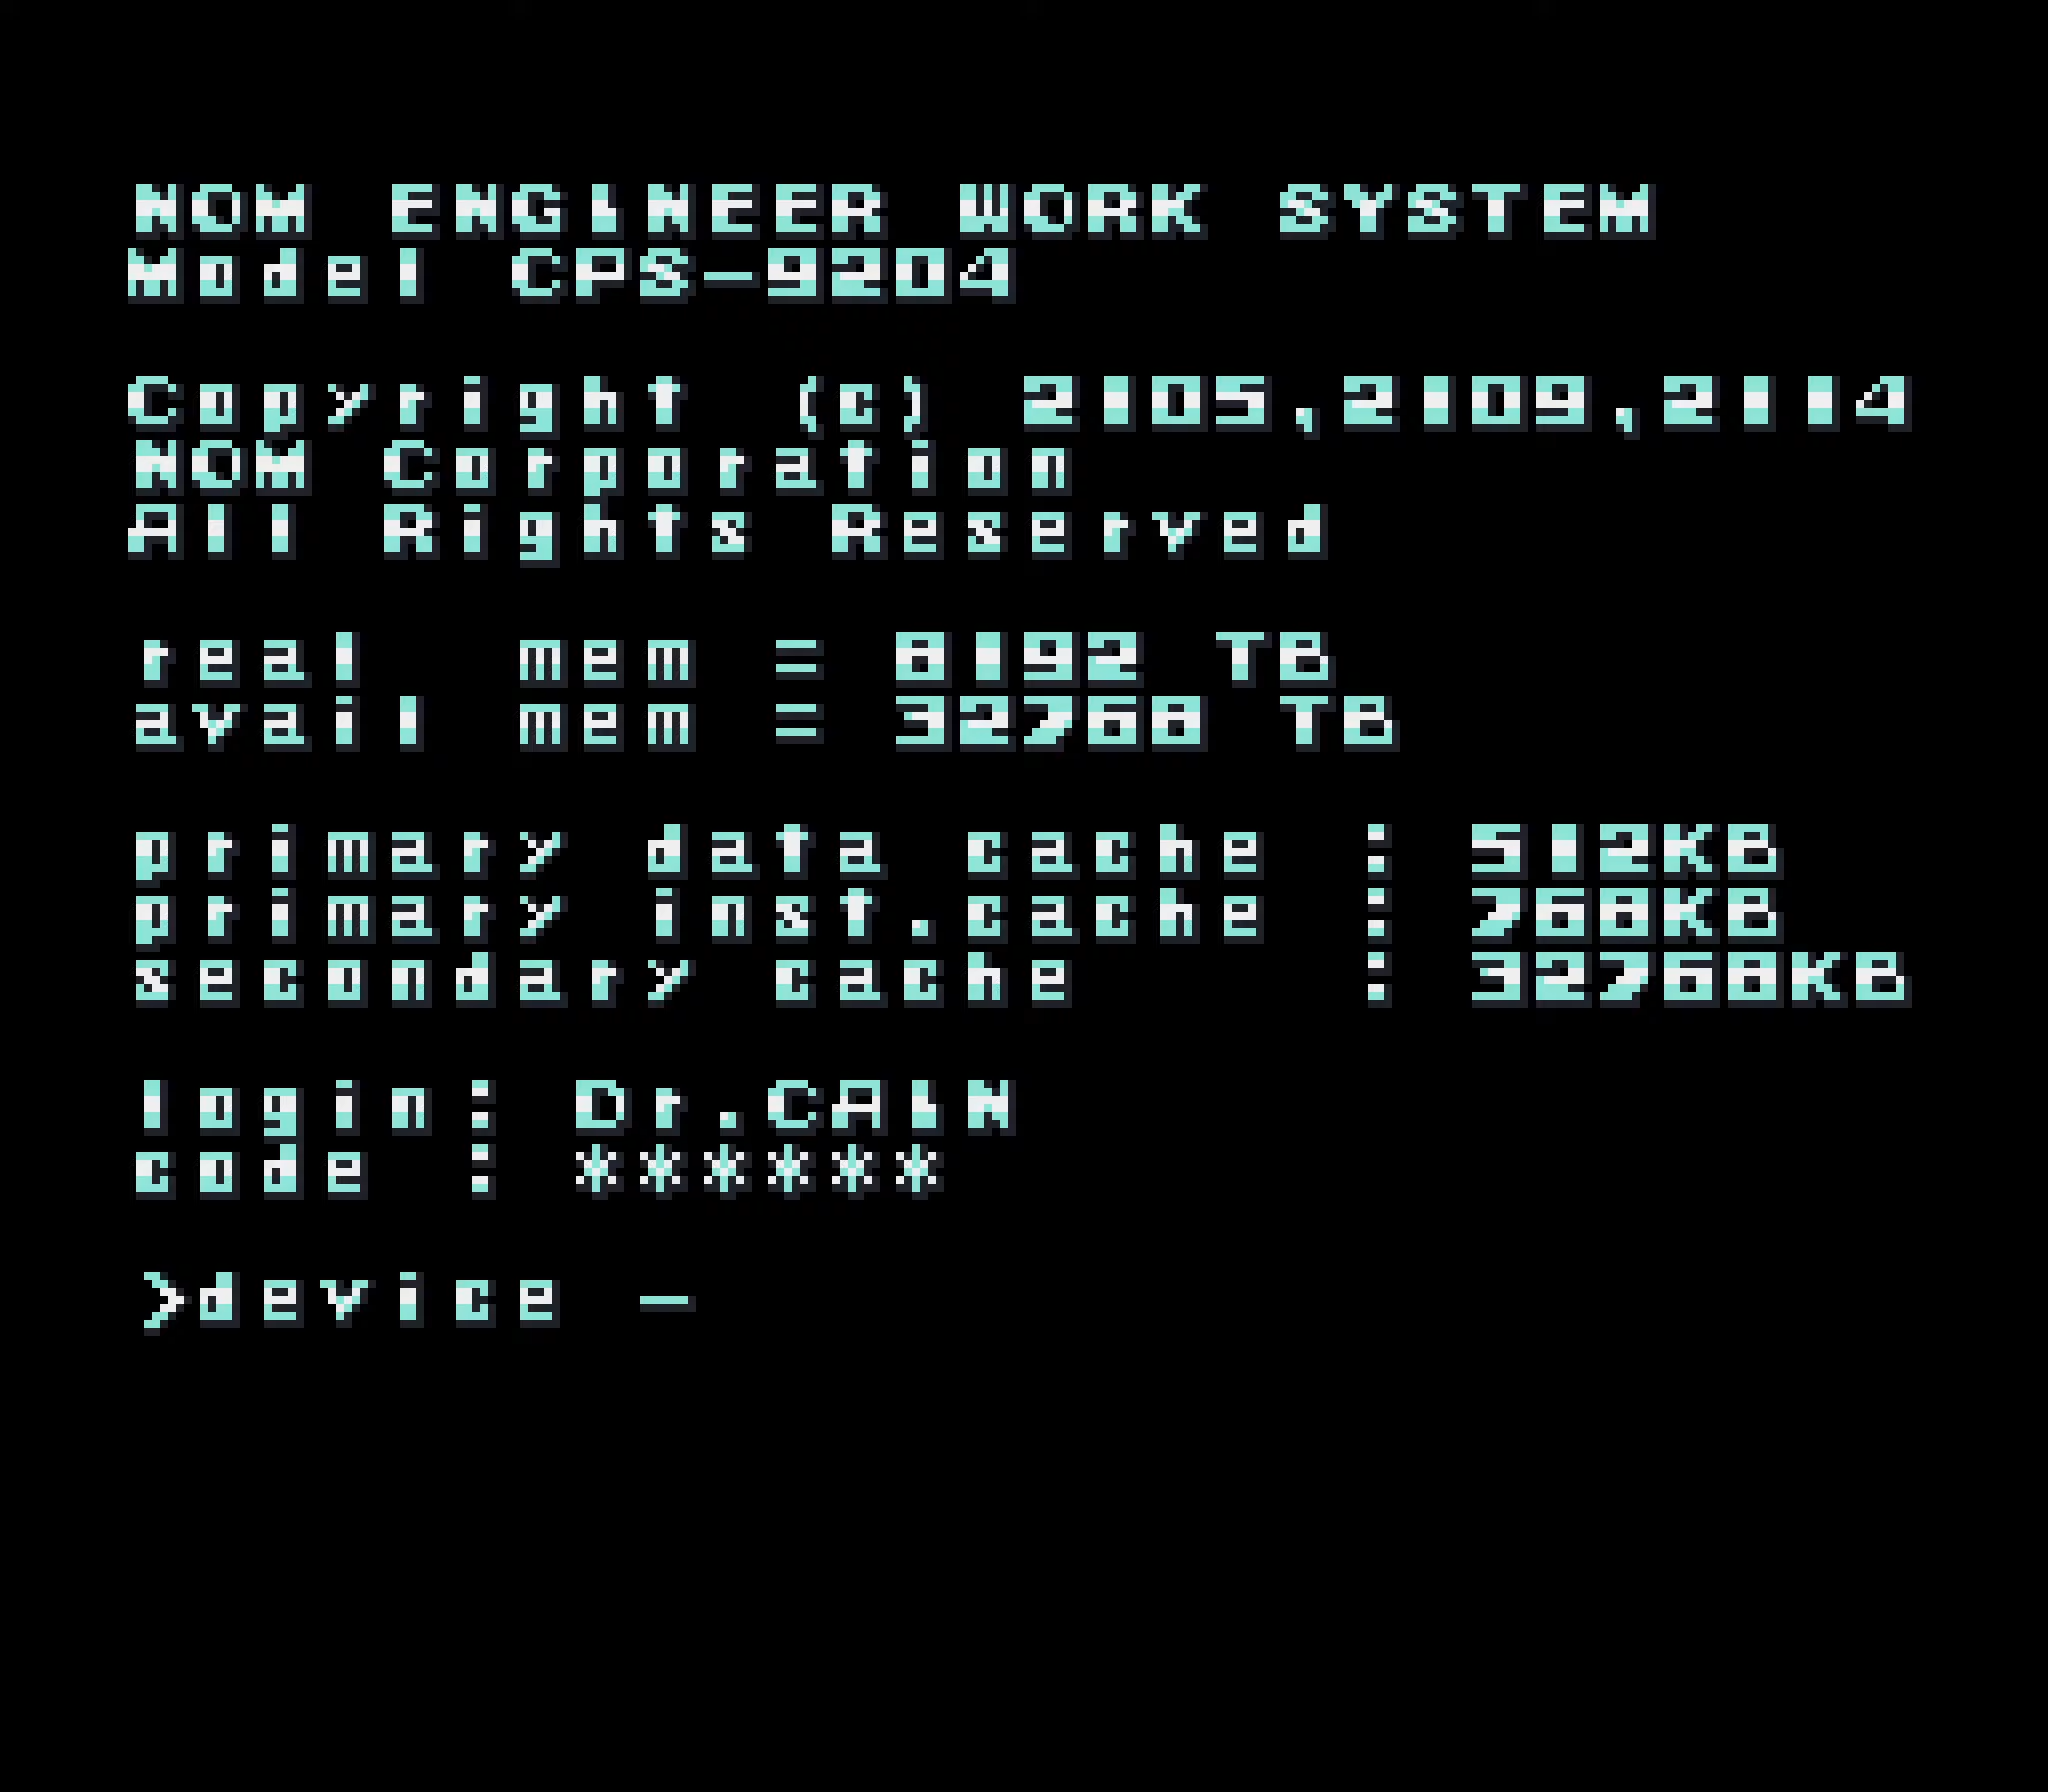 NOM ENGINEER WORK SYSTEM
Model CPS-9204
Copyright (c) 2105,2109,2114
NOM Corporation
All Rights Reserved
real mem = 8192 TB
avail mem = 32768 TB
primary data cache : 512KB
primary inst.cache : 768KB
secondary cache : 32768KB
login: Dr.CAIN
code : ******
>device -